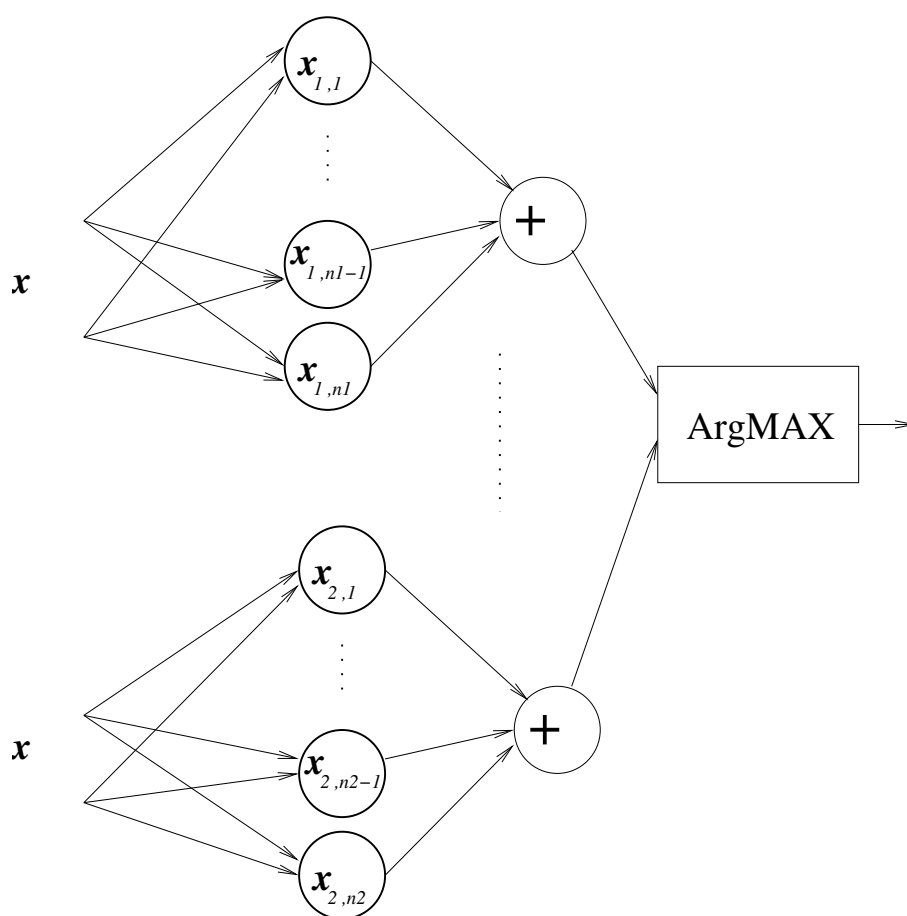 x1,1
x1,n1−1
x
x1,n1
+
ArgMAX
x2,1
x
x2,n2−1
+
x2,n2